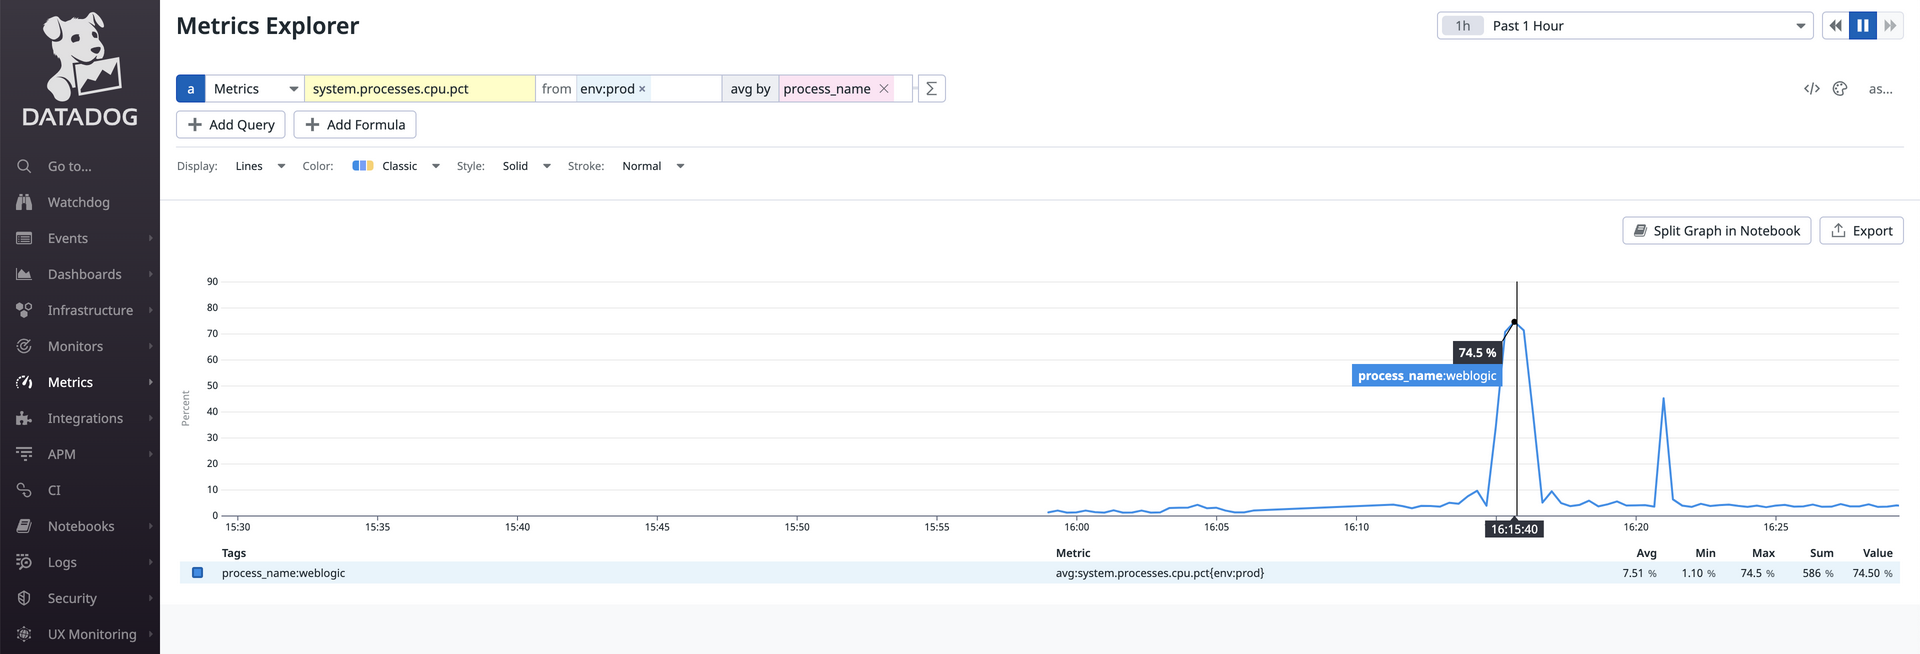 Metrics Explorer
1h Past 1 Hour
DATADOG
a Metrics system.processes.cpu.pct from env:prod × avg by process_name × Σ </> as...
+ Add Query + Add Formula
Display: Lines Color: Classic Style: Solid Stroke: Normal
Go to...
Watchdog
Events
Dashboards
Infrastructure
Monitors
Metrics
Integrations
APM
CI
Notebooks
Logs
Security
UX Monitoring
Split Graph in Notebook Export
Percent
90
80
70
60
50
40
30
20
10
0
74.5 %
process_name:weblogic
15:30 15:35 15:40 15:45 15:50 15:55 16:00 16:05 16:10 16:15:40 16:20 16:25
Tags Metric Avg Min Max Sum Value
process_name:weblogic avg:system.processes.cpu.pct{env:prod} 7.51 % 1.10 % 74.5 % 586 % 74.50 %